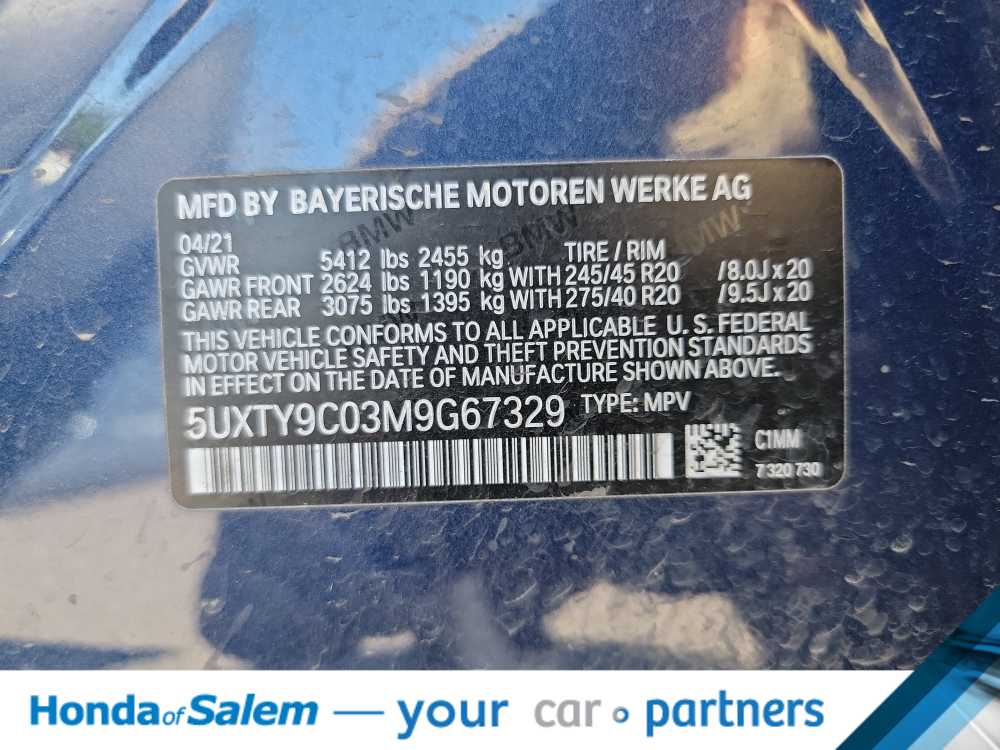 MFD BY BAYERISCHE MOTOREN WERKE AG
04/21
GVWR 5412 lbs 2455 kg TIRE / RIM
GAWR FRONT 2624 lbs 1190 kg WITH 245/45 R20 /8.0J x 20
GAWR REAR 3075 lbs 1395 kg WITH 275/40 R20 /9.5J x 20
THIS VEHICLE CONFORMS TO ALL APPLICABLE U. S. FEDERAL
MOTOR VEHICLE SAFETY AND THEFT PREVENTION STANDARDS
IN EFFECT ON THE DATE OF MANUFACTURE SHOWN ABOVE.
5UXTY9C03M9G67329 TYPE: MPV
C1MM
7 320 730
BMW BMW BMW
Honda of Salem — your car partners